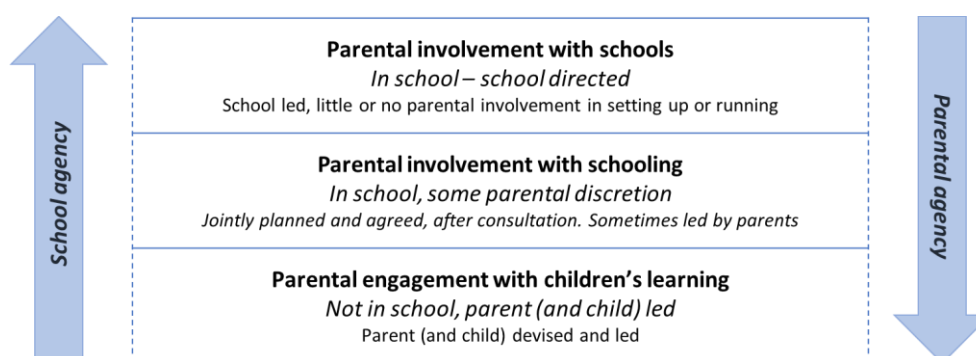 School agency
Parental involvement with schools
In school – school directed
School led, little or no parental involvement in setting up or running
Parental involvement with schooling
In school, some parental discretion
Jointly planned and agreed, after consultation. Sometimes led by parents
Parental engagement with children’s learning
Not in school, parent (and child) led
Parent (and child) devised and led
Parental agency